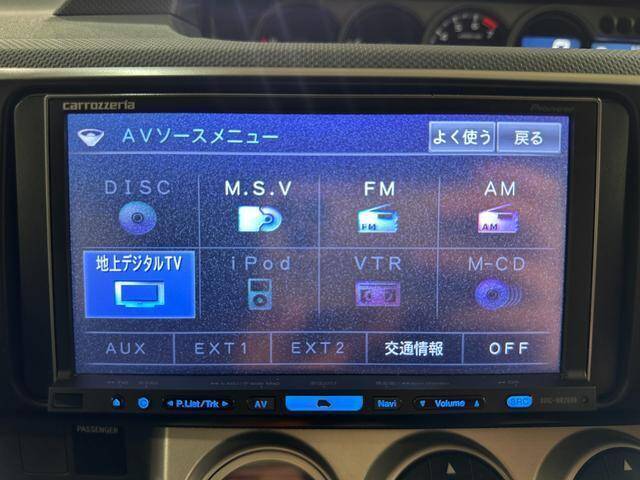 carrozzeria Pioneer
AVソースメニュー よく使う 戻る
DISC M.S.V FM AM
FM AM
地上デジタルTV iPod VTR M-CD
AUX EXT1 EXT2 交通情報 OFF
◀ P.List/Trk ▶ AV Navi ▼ Volume ▲ SRC
PASSENGER